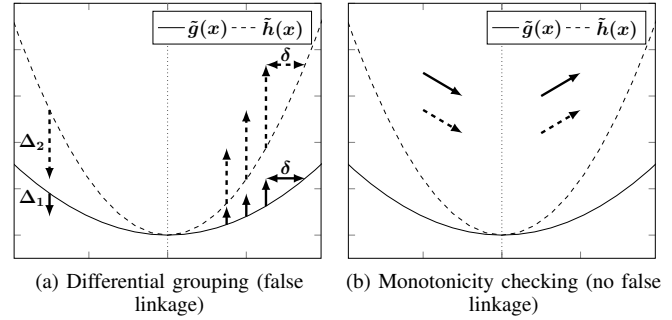 g̃(x) h̃(x)
δ
Δ₂
δ
Δ₁
g̃(x) h̃(x)
(a) Differential grouping (false
linkage)
(b) Monotonicity checking (no false
linkage)